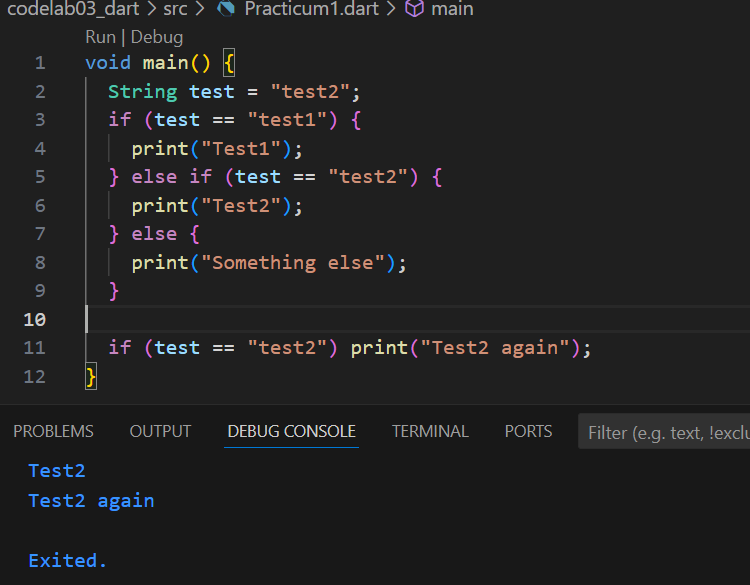 codelab03_dart > src > Practicum1.dart > main
Run | Debug
1 void main() {
2 String test = "test2";
3 if (test == "test1") {
4 print("Test1");
5 } else if (test == "test2") {
6 print("Test2");
7 } else {
8 print("Something else");
9 }
10
11 if (test == "test2") print("Test2 again");
12 }
PROBLEMS OUTPUT DEBUG CONSOLE TERMINAL PORTS Filter (e.g. text, !exclu
Test2
Test2 again
Exited.